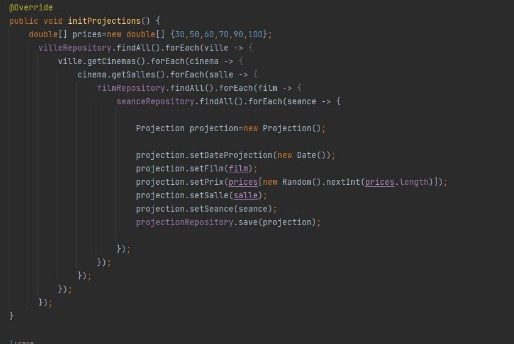 @Override
public void initProjections() {
double[] prices=new double[] {30,50,60,70,90,100};
villeRepository.findAll().forEach(ville -> {
ville.getCinemas().forEach(cinema -> {
cinema.getSalles().forEach(salle -> {
filmRepository.findAll().forEach(film -> {
seanceRepository.findAll().forEach(seance -> {
Projection projection=new Projection();
projection.setDateProjection(new Date());
projection.setFilm(film);
projection.setPrix(prices[new Random().nextInt(prices.length)]);
projection.setSalle(salle);
projection.setSeance(seance);
projectionRepository.save(projection);
});
});
});
});
});
}